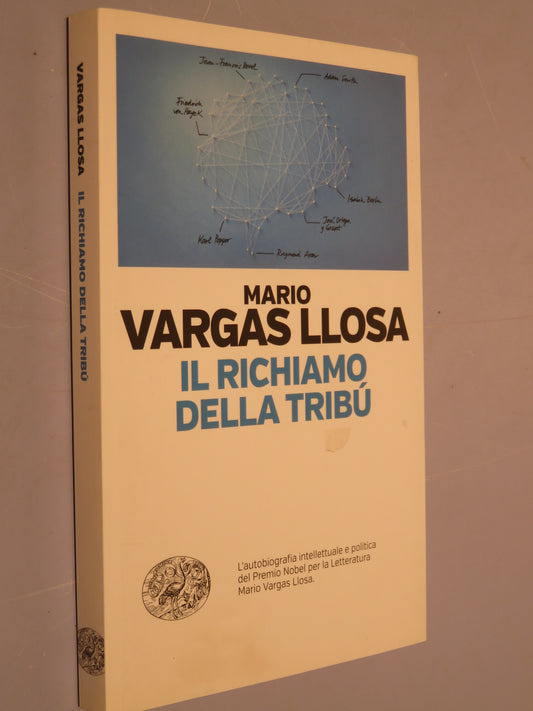 VARGAS LLOSA IL RICHIAMO DELLA TRIBÚ
Jean-François Revel
Adam Smith
Friedrich
von Hayek
Isaiah Berlin
José Ortega
y Gasset
Karl Popper
Raymond Aron
MARIO
VARGAS LLOSA
IL RICHIAMO
DELLA TRIBÚ
L'autobiografia intellettuale e politica
del Premio Nobel per la Letteratura
Mario Vargas Llosa.